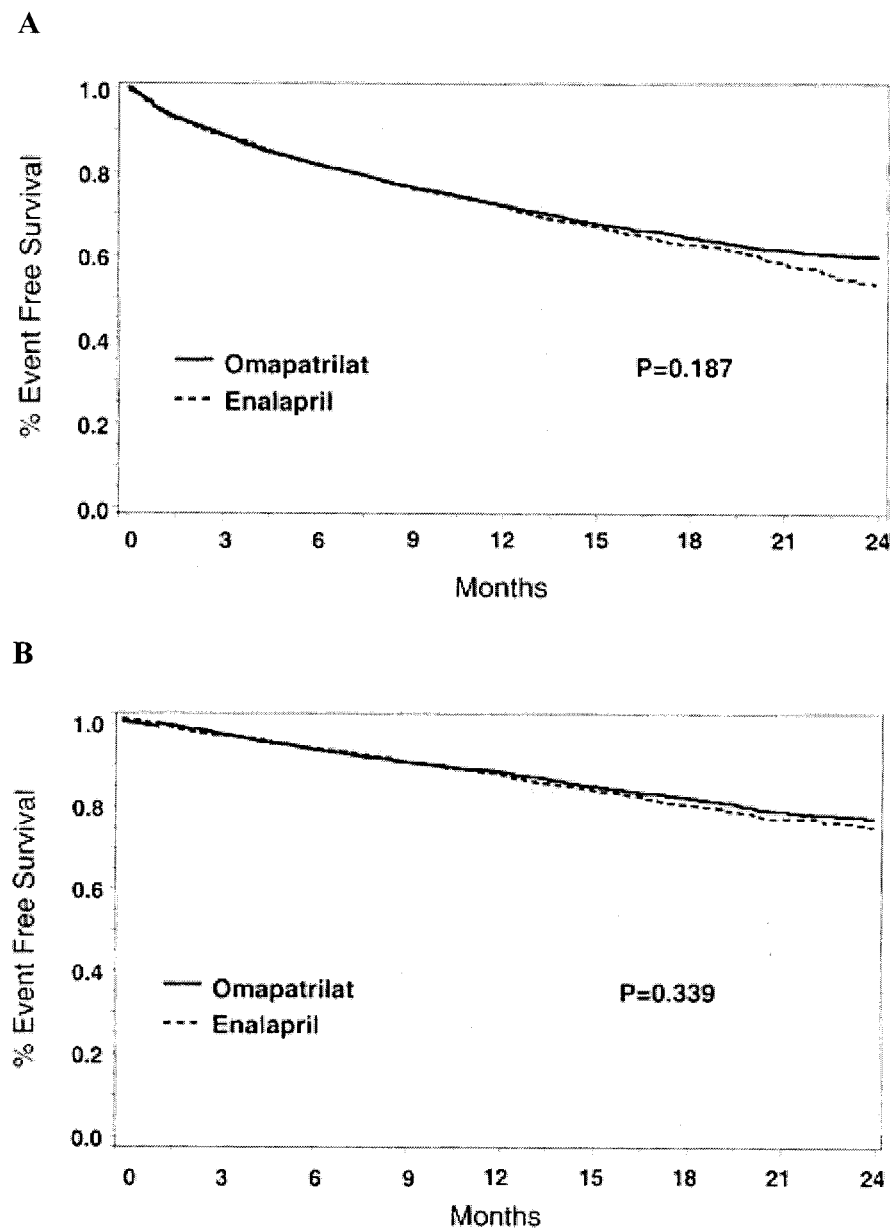 A
% Event Free Survival
1.0
0.8
0.6
0.4
0.2
0.0
Omapatrilat
Enalapril
P=0.187
0 3 6 9 12 15 18 21 24
Months
B
% Event Free Survival
1.0
0.8
0.6
0.4
0.2
0.0
Omapatrilat
Enalapril
P=0.339
0 3 6 9 12 15 18 21 24
Months